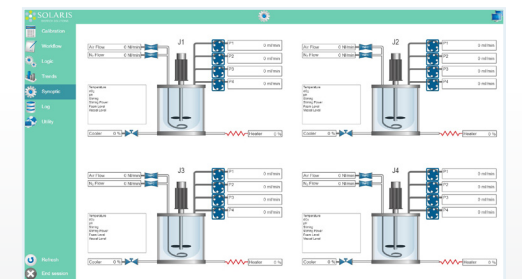 SOLARIS
Calibration
Workflow
Login
Trends
Synoptic
Log
Utility
Refresh
End session
J1
Air Flow 0 Nl/min
N₂ Flow 0 Nl/min
P1 0 ml/min
P2 0 ml/min
P3 0 ml/min
P4 0 ml/min
Temperature
pH
Stirring
Stirring Power
Foam Level
Vessel Level
Cooler 0 %
Heater 0 %
J2
Air Flow 0 Nl/min
N₂ Flow 0 Nl/min
P1 0 ml/min
P2 0 ml/min
P3 0 ml/min
P4 0 ml/min
Temperature
pH
Stirring
Stirring Power
Foam Level
Vessel Level
Cooler 0 %
Heater 0 %
J3
Air Flow 0 Nl/min
N₂ Flow 0 Nl/min
P1 0 ml/min
P2 0 ml/min
P3 0 ml/min
P4 0 ml/min
Temperature
pH
Stirring
Stirring Power
Foam Level
Vessel Level
Cooler 0 %
Heater 0 %
J4
Air Flow 0 Nl/min
N₂ Flow 0 Nl/min
P1 0 ml/min
P2 0 ml/min
P3 0 ml/min
P4 0 ml/min
Temperature
pH
Stirring
Stirring Power
Foam Level
Vessel Level
Cooler 0 %
Heater 0 %